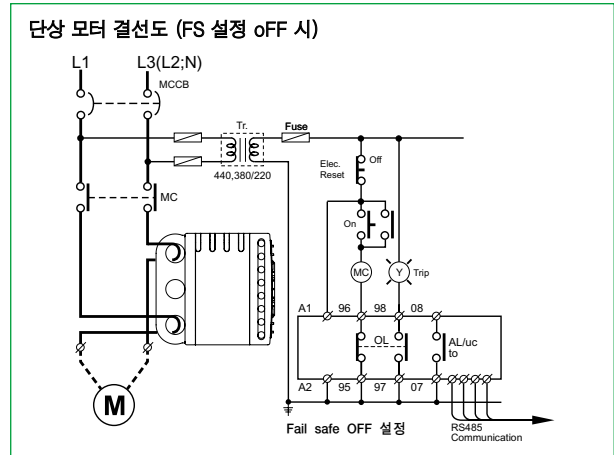 단상 모터 결선도 (FS 설정 oFF 시)
L1
L3(L2;N)
MCCB
Tr.
Fuse
440,380/220
Elec.
Reset
Off
MC
On
MC
Y
Trip
A1
96
98
08
OL
AL/uc
to
A2
95
97
07
M
Fail safe OFF 설정
RS485
Communication